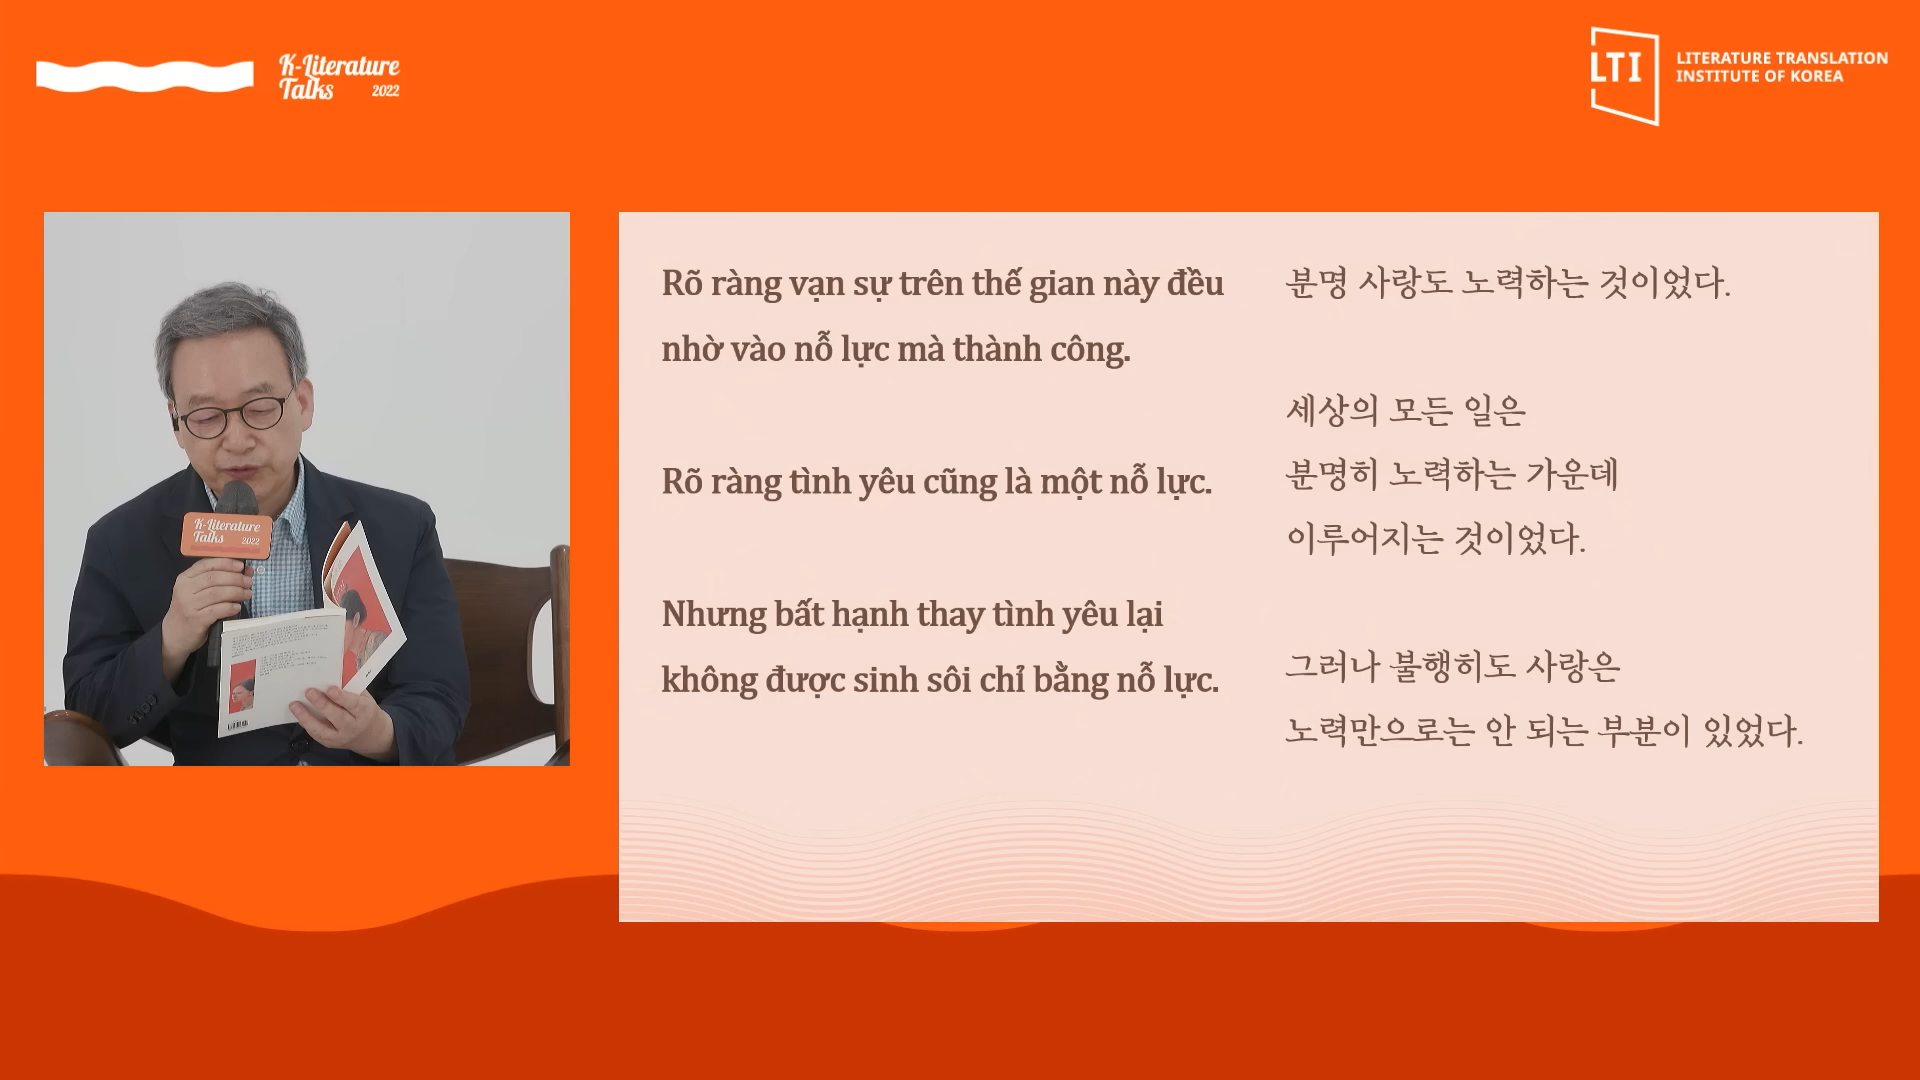 K-Literature
Talks 2022
LTI
LITERATURE TRANSLATION
INSTITUTE OF KOREA
K-Literature
Talks 2022
Rõ ràng vạn sự trên thế gian này đều
nhờ vào nỗ lực mà thành công.
Rõ ràng tình yêu cũng là một nỗ lực.
Nhưng bất hạnh thay tình yêu lại
không được sinh sôi chỉ bằng nỗ lực.
분명 사랑도 노력하는 것이었다.
세상의 모든 일은
분명히 노력하는 가운데
이루어지는 것이었다.
그러나 불행히도 사랑은
노력만으로는 안 되는 부분이 있었다.